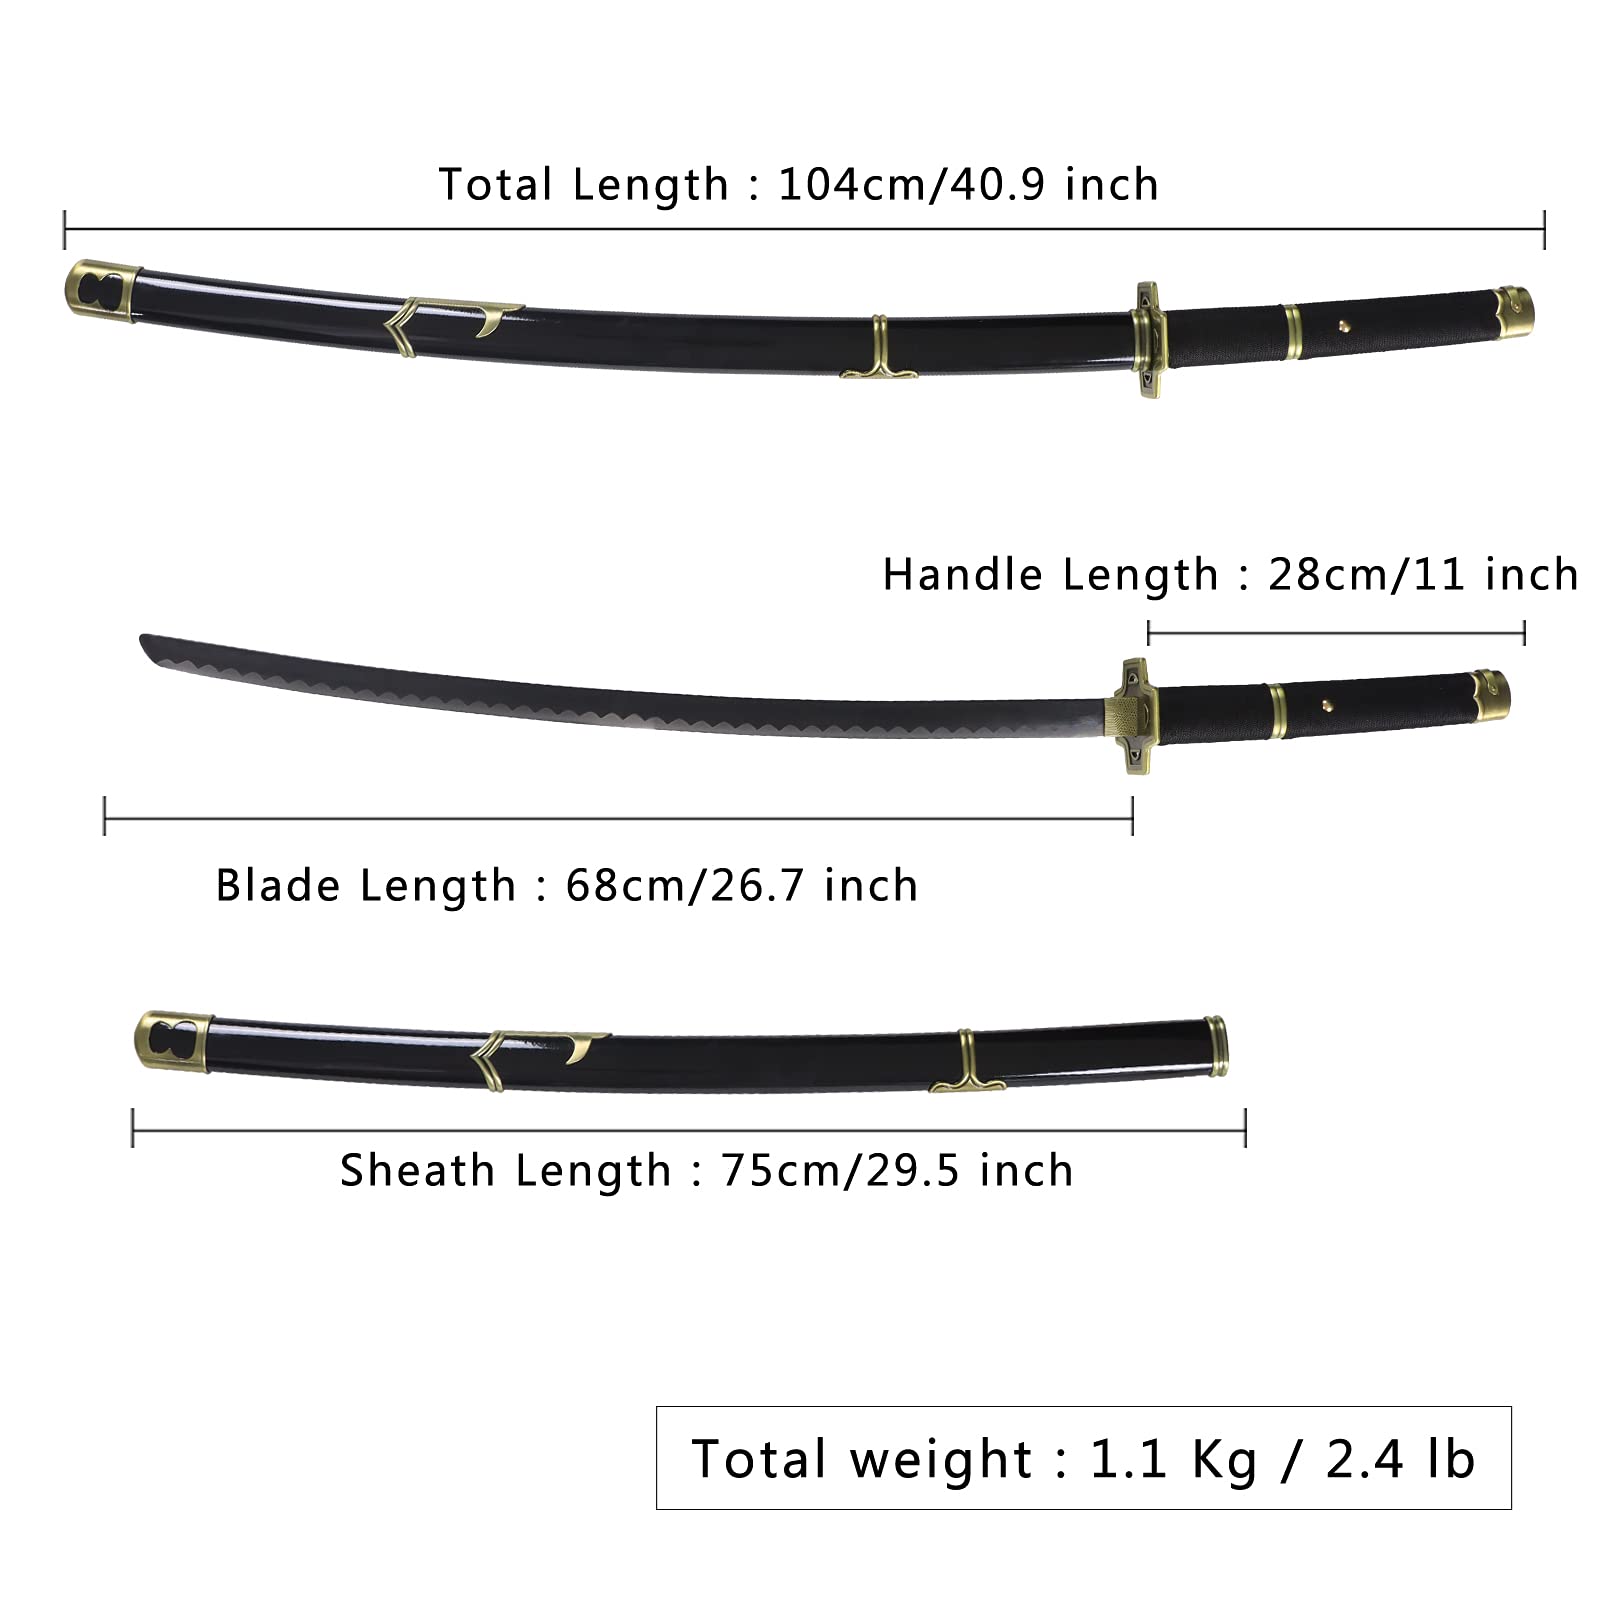 Total Length : 104cm/40.9 inch
Handle Length : 28cm/11 inch
Blade Length : 68cm/26.7 inch
Sheath Length : 75cm/29.5 inch
Total weight : 1.1 Kg / 2.4 lb